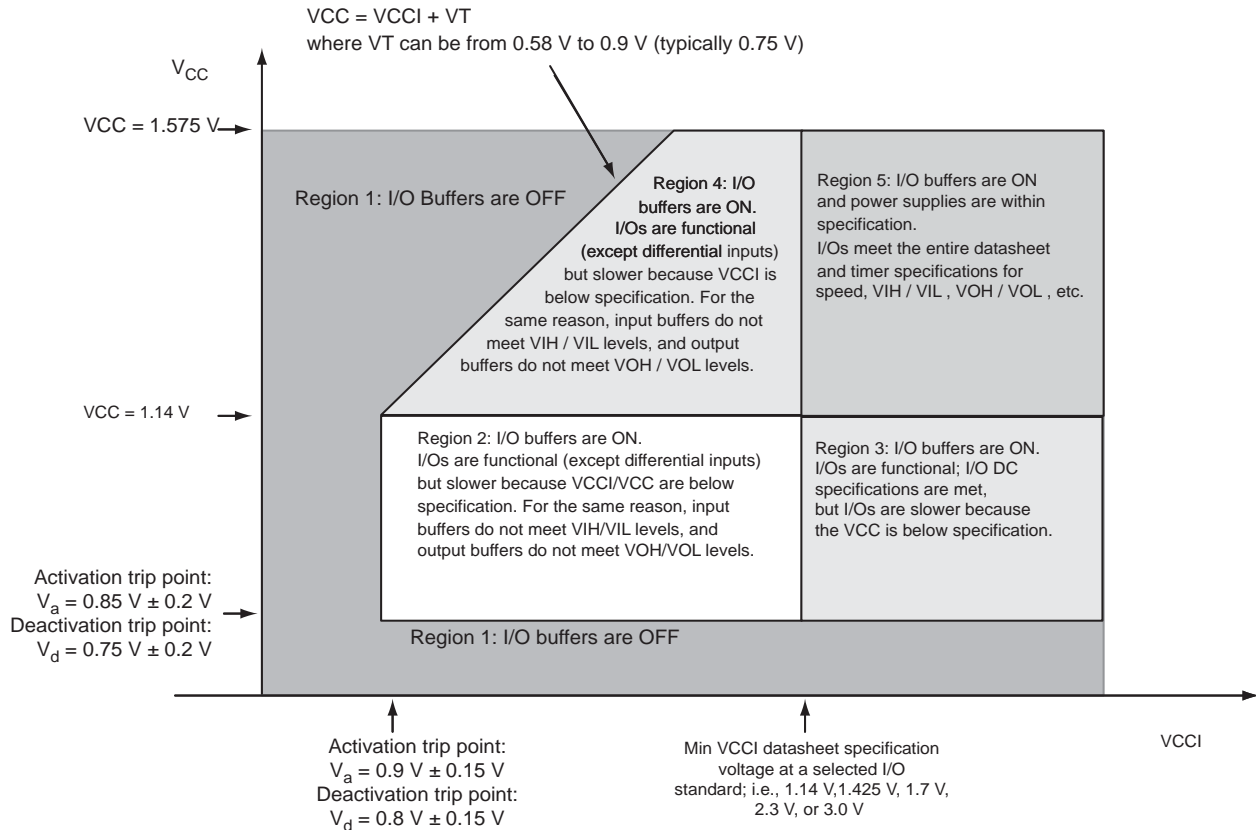 VCC = VCCI + VT
where VT can be from 0.58 V to 0.9 V (typically 0.75 V)
VCC
VCC = 1.575 V
Region 1: I/O Buffers are OFF
Region 4: I/O
buffers are ON.
I/Os are functional
(except differential inputs)
but slower because VCCI is
below specification. For the
same reason, input buffers do not
meet VIH / VIL levels, and output
buffers do not meet VOH / VOL levels.
Region 5: I/O buffers are ON
and power supplies are within
specification.
I/Os meet the entire datasheet
and timer specifications for
speed, VIH / VIL , VOH / VOL , etc.
VCC = 1.14 V
Region 2: I/O buffers are ON.
I/Os are functional (except differential inputs)
but slower because VCCI/VCC are below
specification. For the same reason, input
buffers do not meet VIH/VIL levels, and
output buffers do not meet VOH/VOL levels.
Region 3: I/O buffers are ON.
I/Os are functional; I/O DC
specifications are met,
but I/Os are slower because
the VCC is below specification.
Activation trip point:
Va = 0.85 V ± 0.2 V
Deactivation trip point:
Vd = 0.75 V ± 0.2 V
Region 1: I/O buffers are OFF
Activation trip point:
Va = 0.9 V ± 0.15 V
Deactivation trip point:
Vd = 0.8 V ± 0.15 V
Min VCCI datasheet specification
voltage at a selected I/O
standard; i.e., 1.14 V,1.425 V, 1.7 V,
2.3 V, or 3.0 V
VCCI